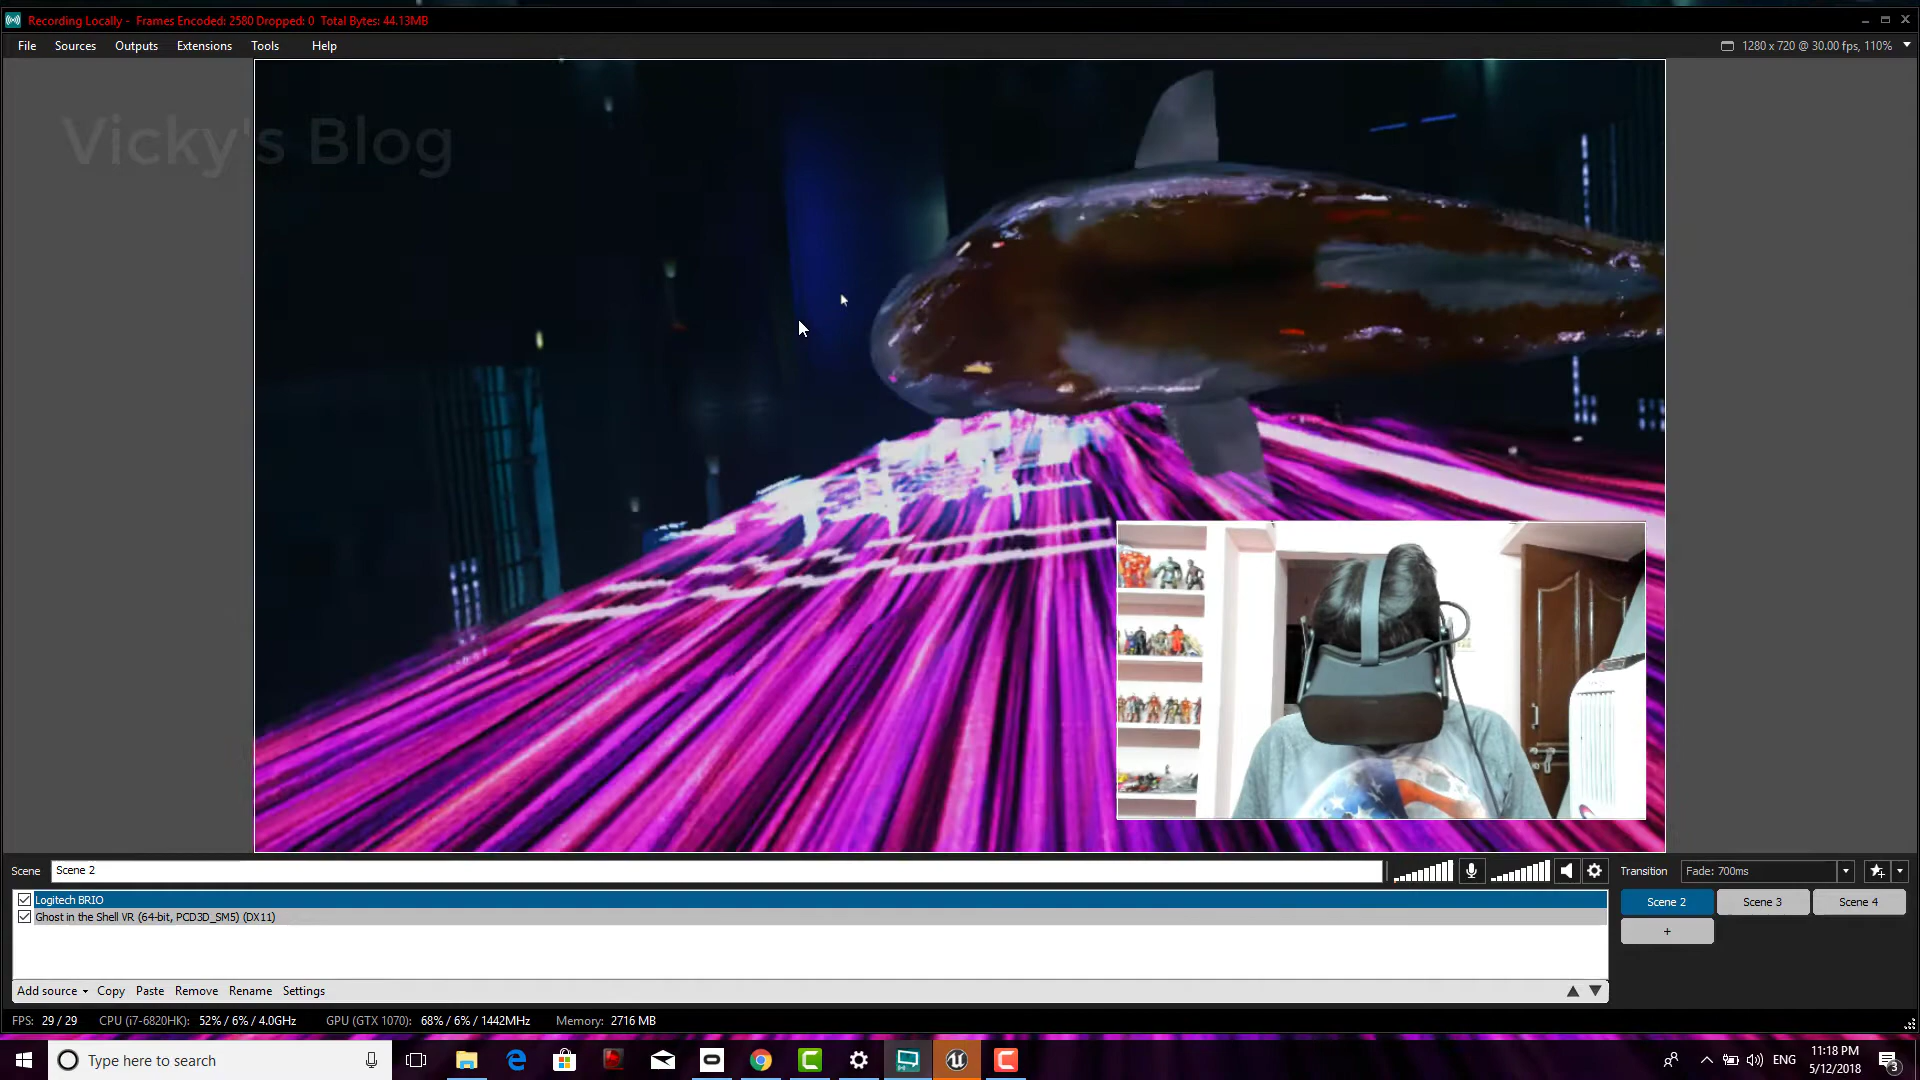 Recording Locally - Frames Encoded: 2580 Dropped: 0 Total Bytes: 44.13MB
File Sources Outputs Extensions Tools Help
1280 x 720 @ 30.00 fps, 110%
Vicky's Blog
Scene Scene 2
Transition Fade: 700ms
Logitech BRIO
Ghost in the Shell VR (64-bit, PCD3D_SM5) (DX11)
Scene 2 Scene 3 Scene 4
+
Add source Copy Paste Remove Rename Settings
FPS: 29 / 29 CPU (i7-6820HK): 52% / 6% / 4.0GHz GPU (GTX 1070): 68% / 6% / 1442MHz Memory: 2716 MB
Type here to search
ENG
11:18 PM
5/12/2018
3